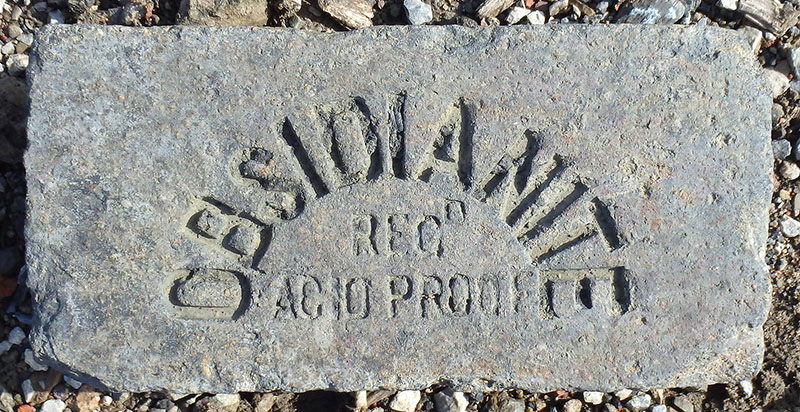 OBSIDIANITE
REGD
ACID PROOF